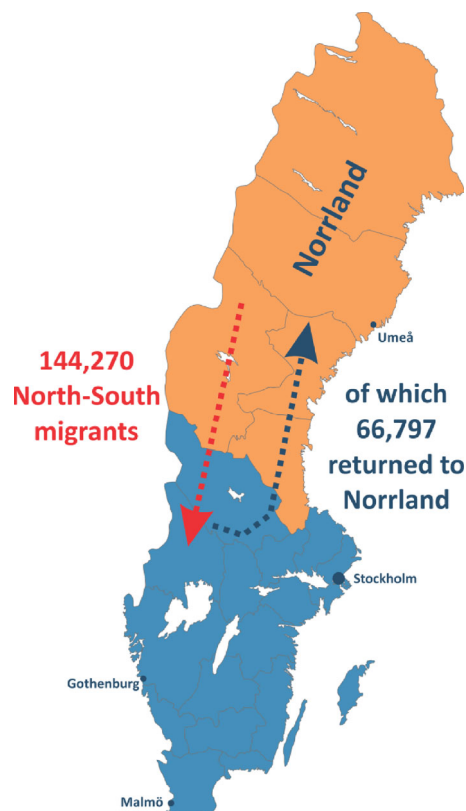 Norrland
Umeå
144,270
North-South
migrants
of which
66,797
returned to
Norrland
Stockholm
Gothenburg
Malmö